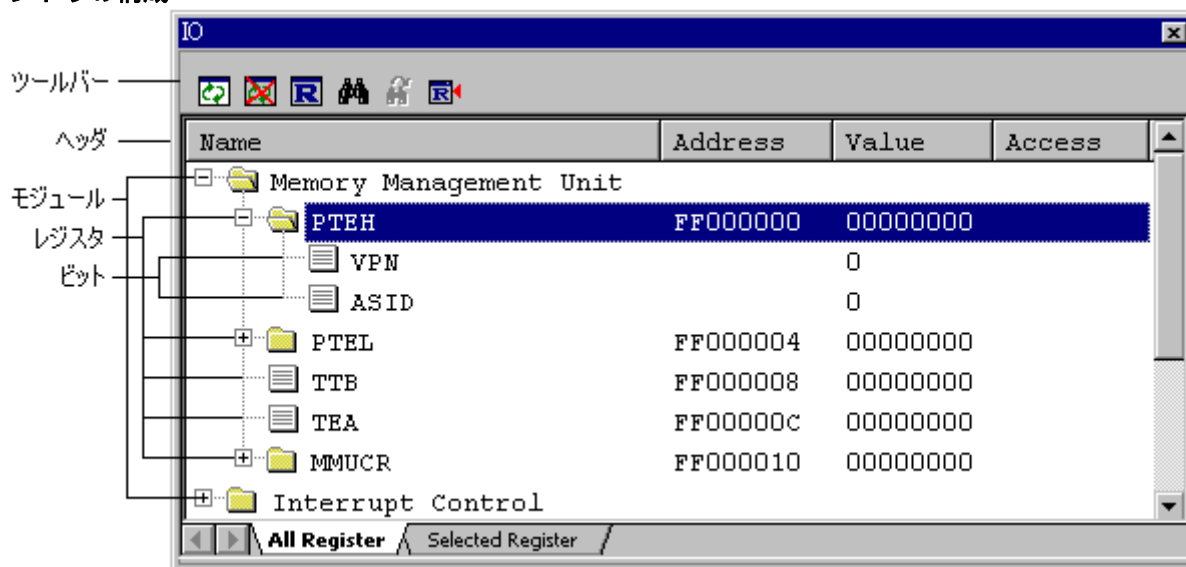 IO
ツールバー
ヘッダ
Name Address Value Access
モジュール
Memory Management Unit
レジスタ
PTEH FF000000 00000000
ビット
VPN 0
ASID 0
PTEL FF000004 00000000
TTB FF000008 00000000
TEA FF00000C 00000000
MMUCR FF000010 00000000
Interrupt Control
All Register Selected Register